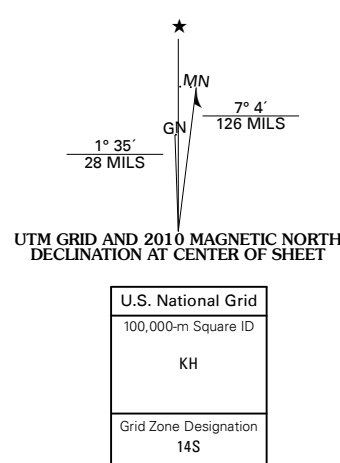 ★
MN
7° 4´
126 MILS
GN
1° 35´
28 MILS
UTM GRID AND 2010 MAGNETIC NORTH
DECLINATION AT CENTER OF SHEET
U.S. National Grid
100,000-m Square ID
KH
Grid Zone Designation
14S